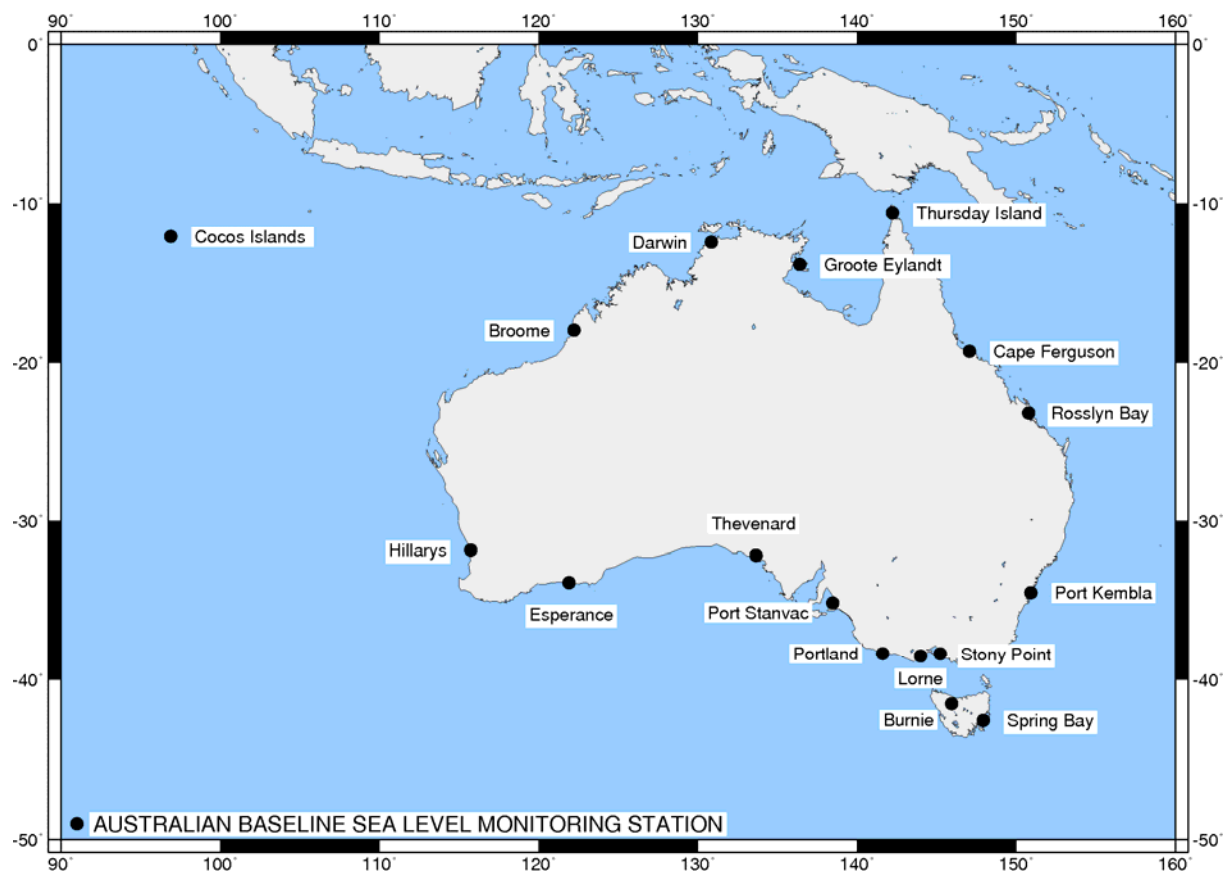 90° 100° 110° 120° 130° 140° 150° 160°
0° 0°
-10° -10°
Thursday Island
Cocos Islands
Darwin
Groote Eylandt
Broome
Cape Ferguson
-20° -20°
Rosslyn Bay
-30° -30°
Thevenard
Hillarys
Esperance
Port Stanvac
Port Kembla
Portland
Stony Point
Lorne
-40° -40°
Burnie
Spring Bay
AUSTRALIAN BASELINE SEA LEVEL MONITORING STATION
-50° -50°
90° 100° 110° 120° 130° 140° 150° 160°